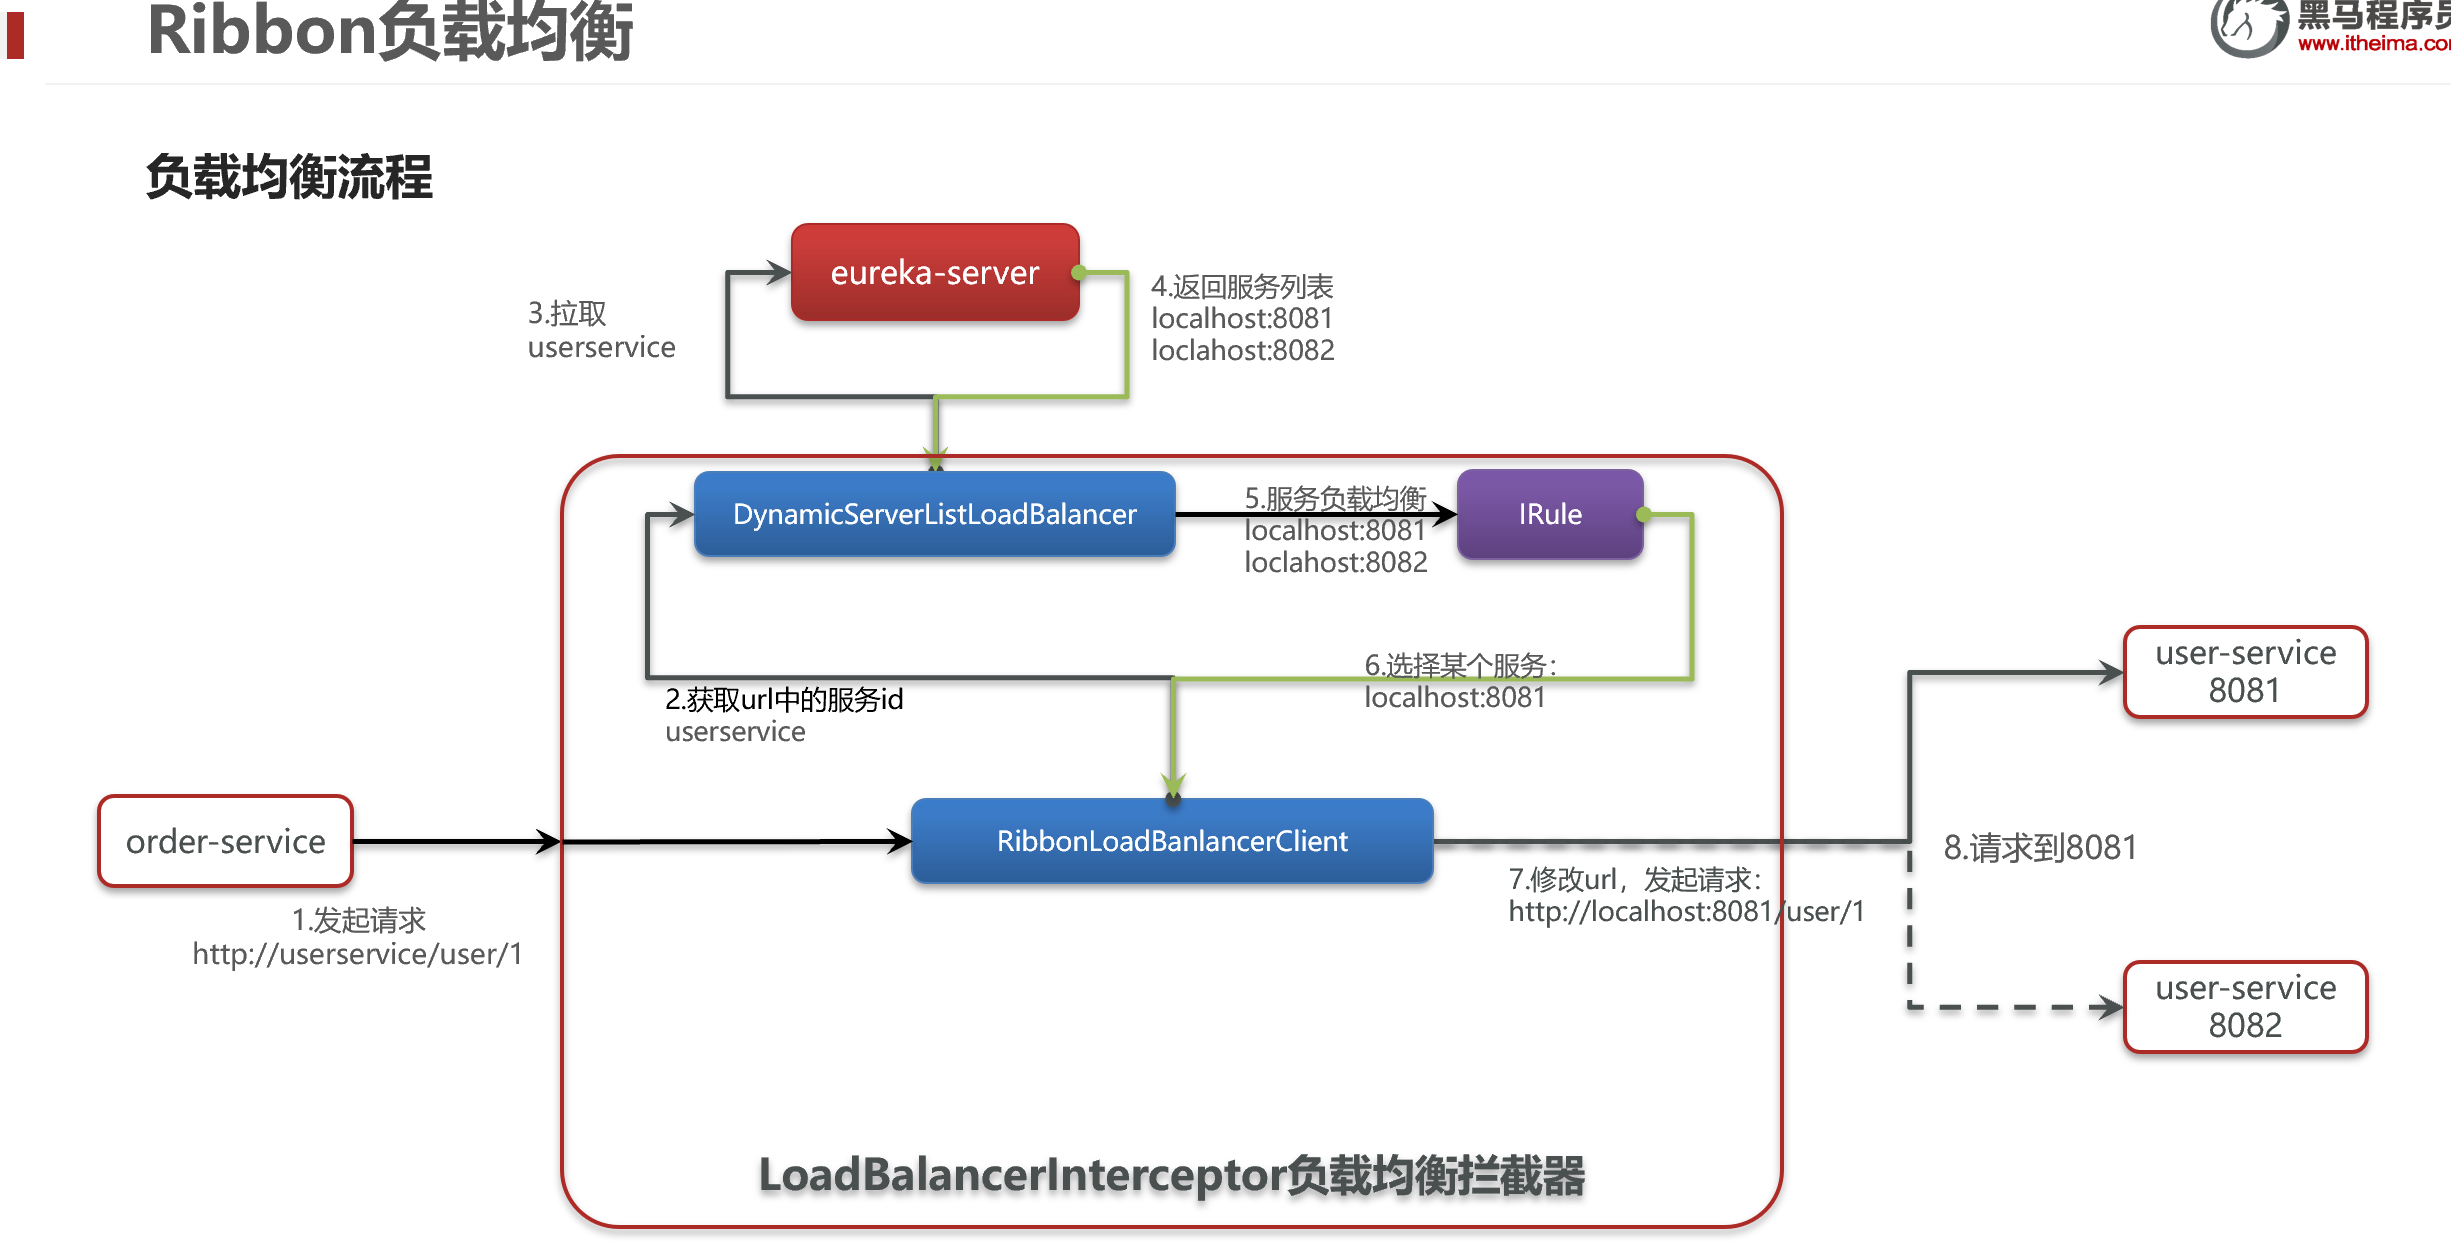 Ribbon负载均衡
黑马程序员
www.itheima.com
负载均衡流程
eureka-server
3.拉取
userservice
4.返回服务列表
localhost:8081
loclahost:8082
DynamicServerListLoadBalancer
5.服务负载均衡
localhost:8081
loclahost:8082
IRule
2.获取url中的服务id
userservice
6.选择某个服务：
localhost:8081
user-service
8081
order-service
1.发起请求
http://userservice/user/1
RibbonLoadBanlancerClient
7.修改url，发起请求：
http://localhost:8081/user/1
8.请求到8081
user-service
8082
LoadBalancerInterceptor负载均衡拦截器